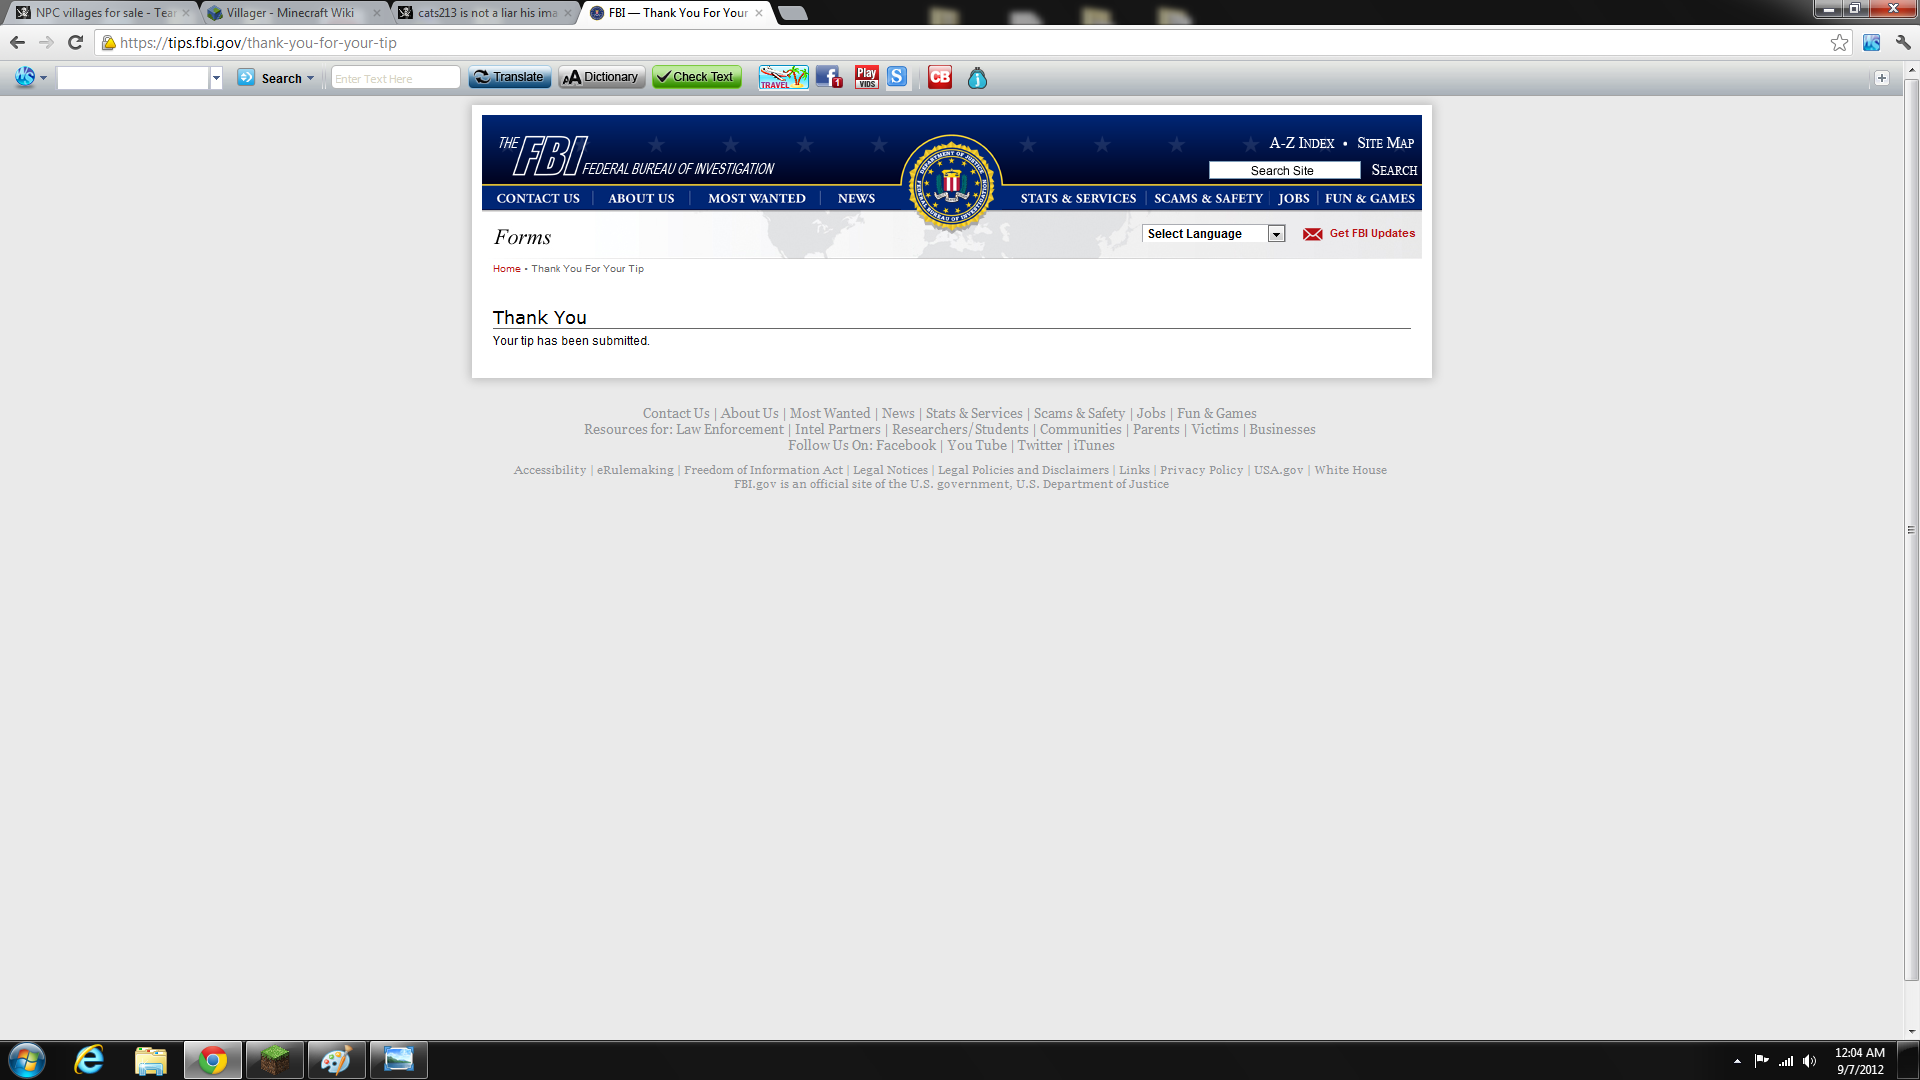 NPC villages for sale - Tear
Villager - Minecraft Wiki
cats213 is not a liar his ima
FBI — Thank You For Your
https://tips.fbi.gov/thank-you-for-your-tip
Search
Enter Text Here
Translate
AA Dictionary
Check Text
TRAVEL
f 1
Play VIDS
S
CB
THE FBI FEDERAL BUREAU OF INVESTIGATION
A-Z INDEX • SITE MAP
Search Site SEARCH
CONTACT US ABOUT US MOST WANTED NEWS STATS & SERVICES SCAMS & SAFETY JOBS FUN & GAMES
DEPARTMENT OF JUSTICE
FEDERAL BUREAU OF INVESTIGATION
Forms
Select Language
Get FBI Updates
Home • Thank You For Your Tip
Thank You
Your tip has been submitted.
Contact Us | About Us | Most Wanted | News | Stats & Services | Scams & Safety | Jobs | Fun & Games
Resources for: Law Enforcement | Intel Partners | Researchers/Students | Communities | Parents | Victims | Businesses
Follow Us On: Facebook | You Tube | Twitter | iTunes
Accessibility | eRulemaking | Freedom of Information Act | Legal Notices | Legal Policies and Disclaimers | Links | Privacy Policy | USA.gov | White House
FBI.gov is an official site of the U.S. government, U.S. Department of Justice
12:04 AM
9/7/2012